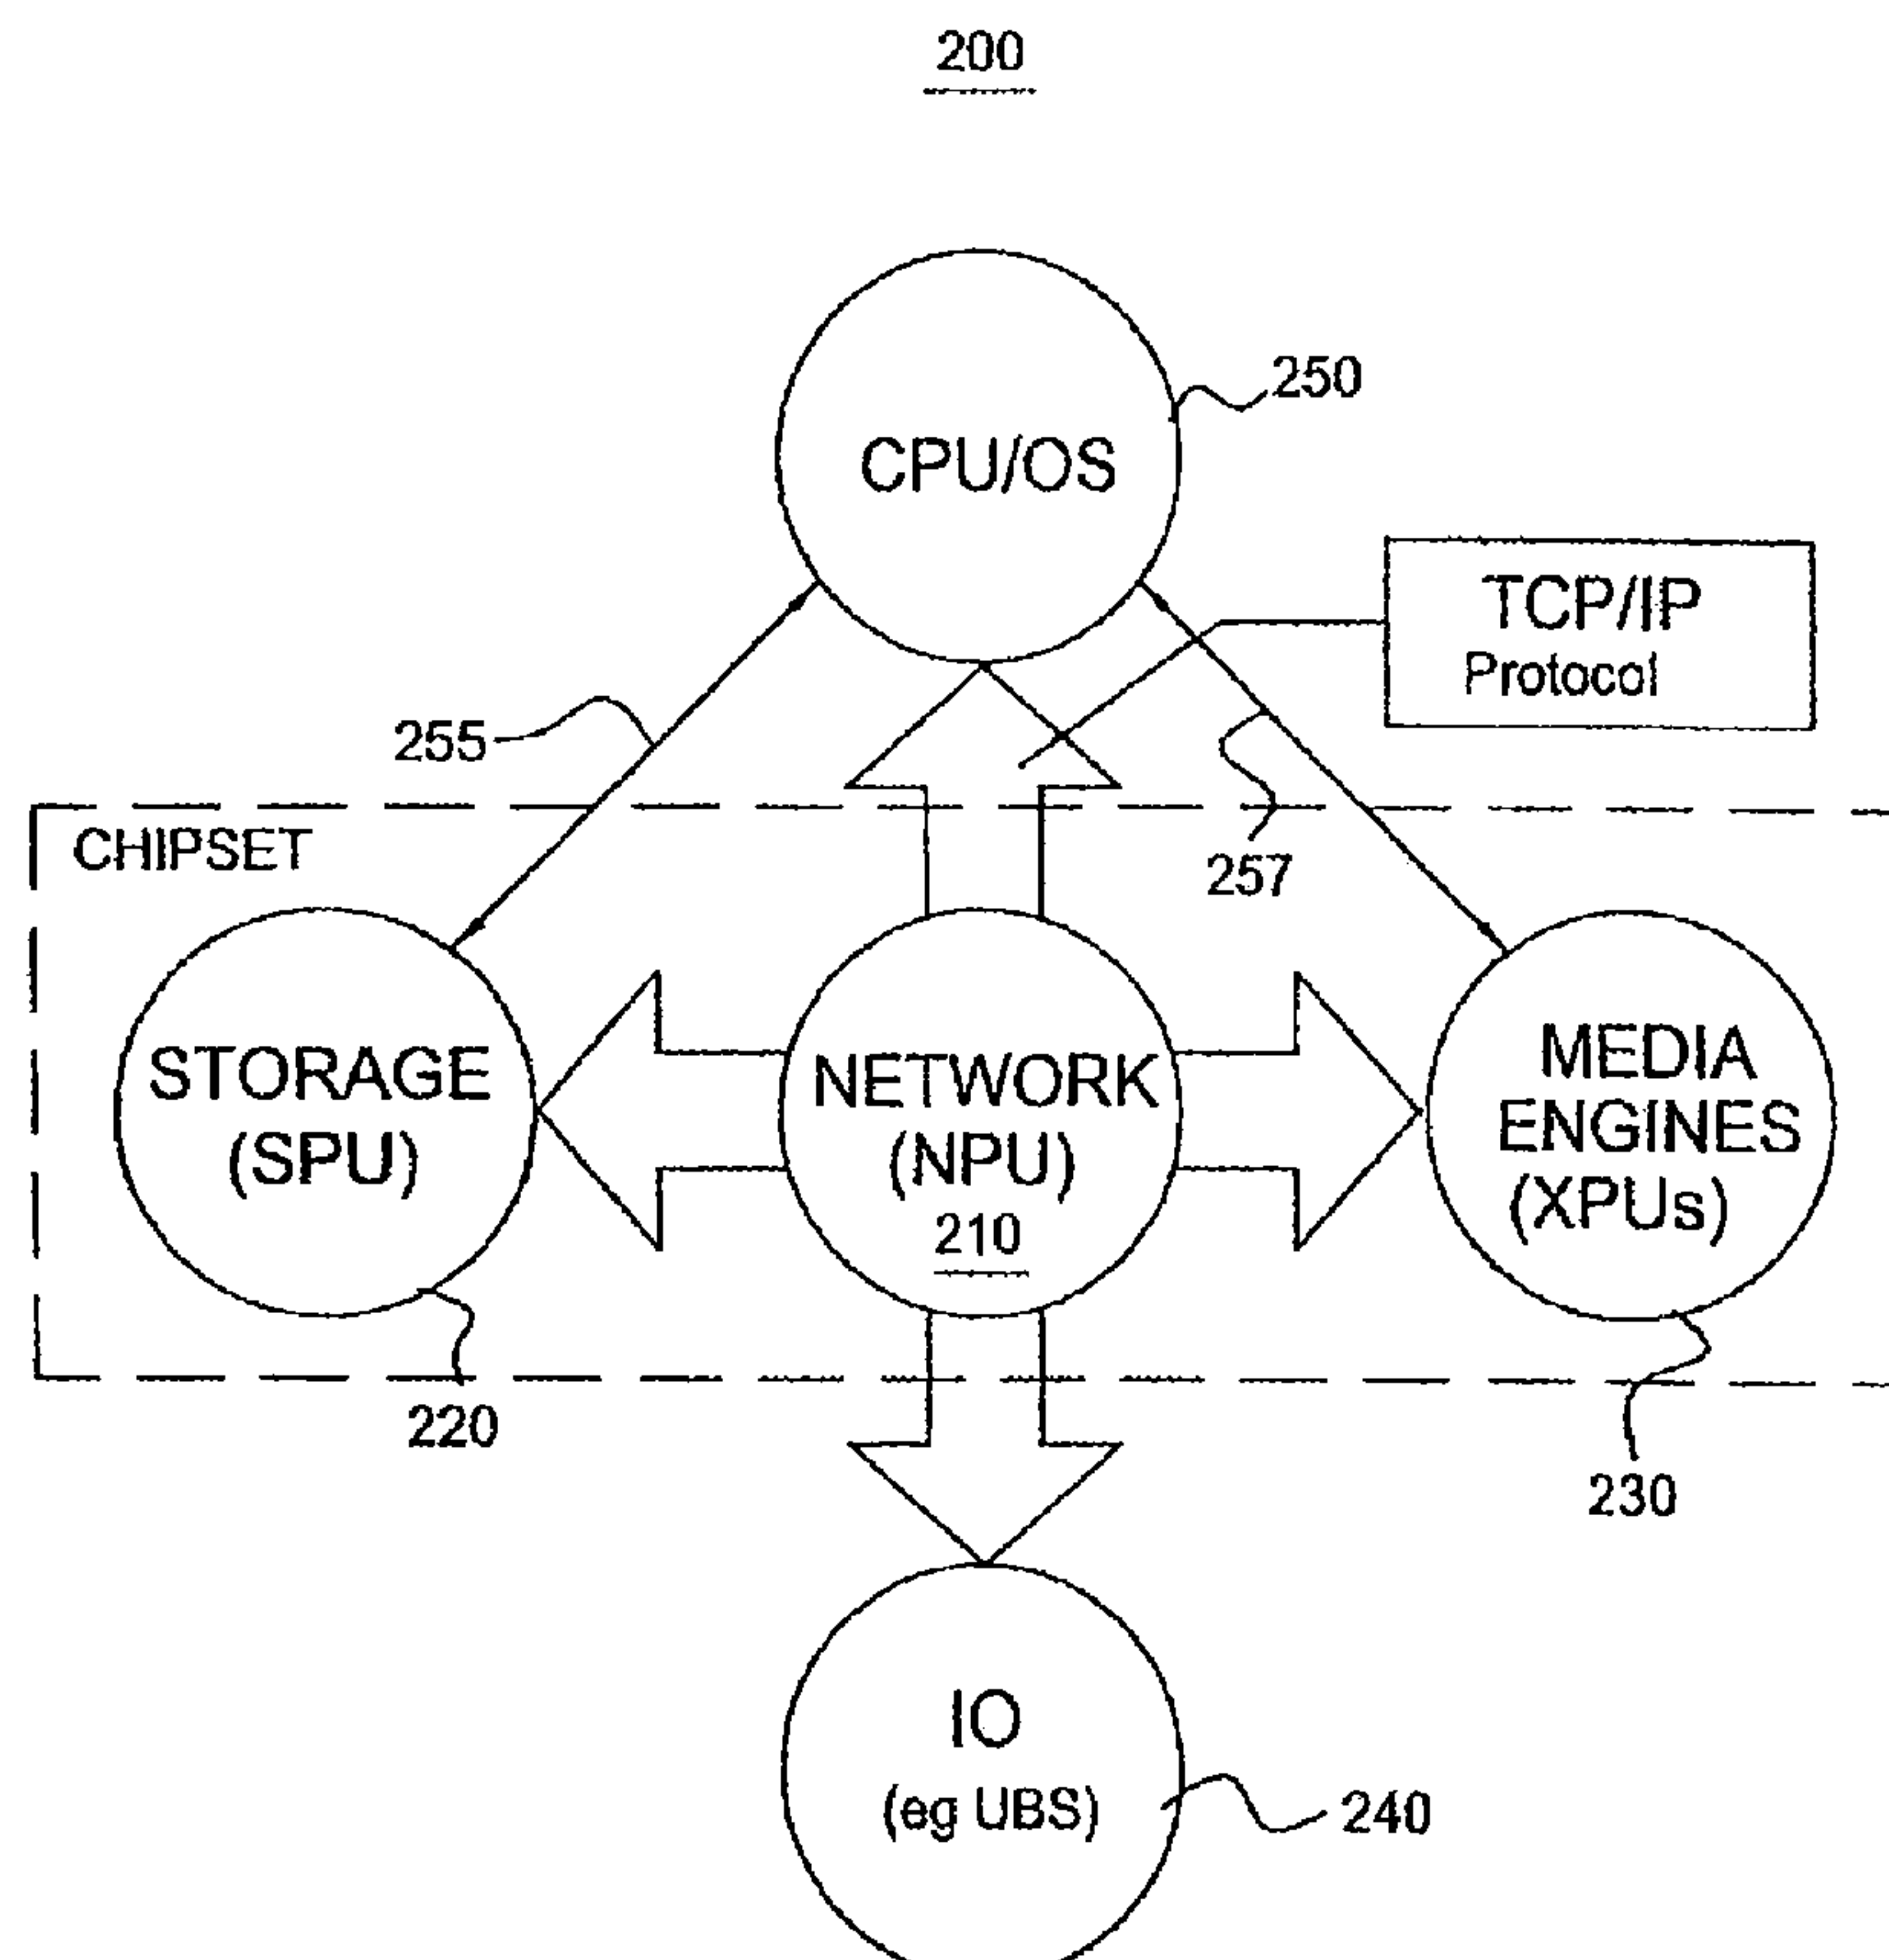 200
250
CPU/OS
TCP/IP
Protocol
255
CHIPSET
257
STORAGE
(SPU)
NETWORK
(NPU)
210
MEDIA
ENGINES
(XPUs)
220
230
IO
(eg UBS)
240